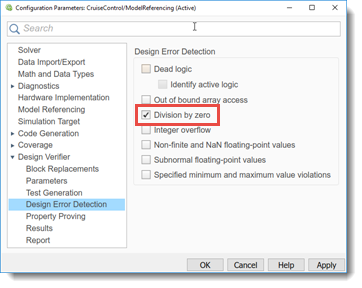 Configuration Parameters: CruiseControl/ModelReferencing (Active)
Search
Solver
Data Import/Export
Math and Data Types
Diagnostics
Hardware Implementation
Model Referencing
Simulation Target
Code Generation
Coverage
Design Verifier
Block Replacements
Parameters
Test Generation
Design Error Detection
Property Proving
Results
Report
Design Error Detection
Dead logic
Identify active logic
Out of bound array access
Division by zero
Integer overflow
Non-finite and NaN floating-point values
Subnormal floating-point values
Specified minimum and maximum value violations
OK Cancel Help Apply